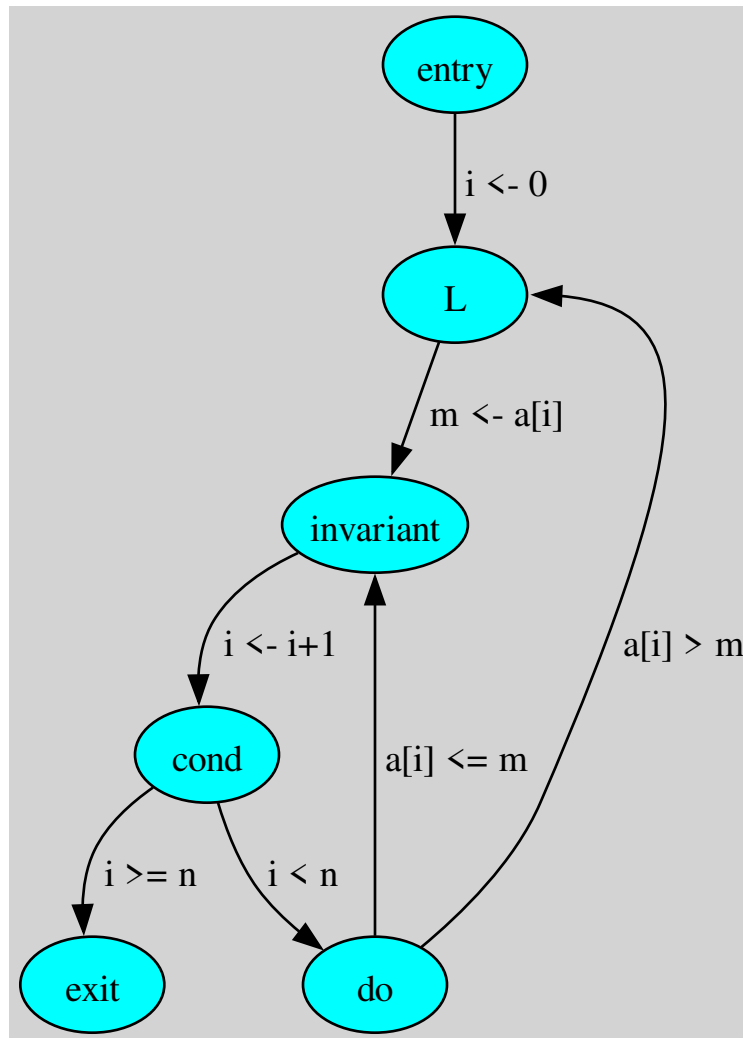 entry
i <- 0
L
m <- a[i]
invariant
i <- i+1
a[i] > m
cond
a[i] <= m
i >= n
i < n
exit
do